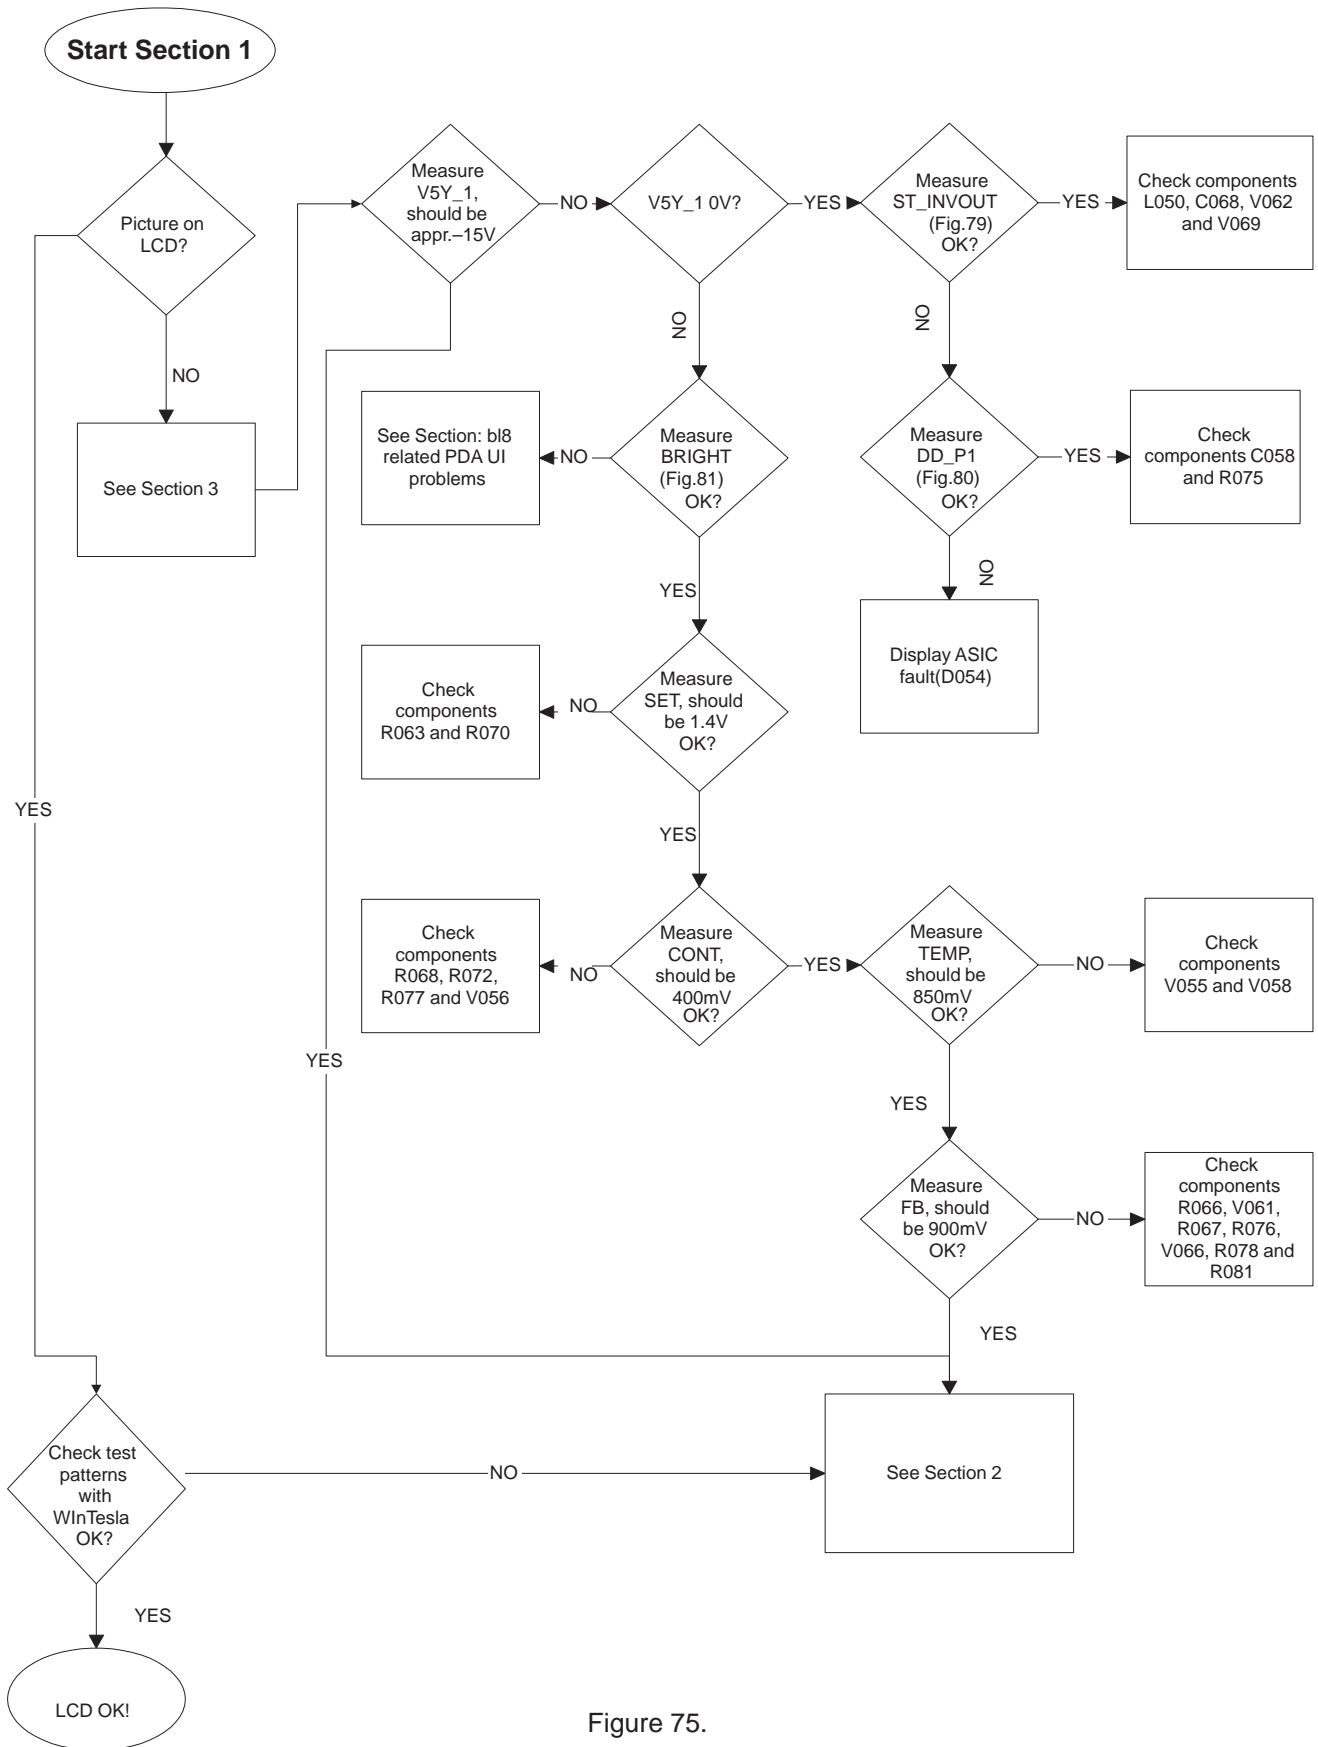 Start Section 1
Picture on
LCD?
NO
See Section 3
Measure
V5Y_1,
should be
appr.–15V
NO
V5Y_1 0V?
YES
Measure
ST_INVOUT
(Fig.79)
OK?
YES
Check components
L050, C068, V062
and V069
NO
NO
See Section: bl8
related PDA UI
problems
NO
Measure
BRIGHT
(Fig.81)
OK?
Measure
DD_P1
(Fig.80)
OK?
YES
Check
components C058
and R075
YES
NO
Display ASIC
fault(D054)
Check
components
R063 and R070
NO
Measure
SET, should
be 1.4V
OK?
YES
YES
Check
components
R068, R072,
R077 and V056
NO
Measure
CONT,
should be
400mV
OK?
YES
Measure
TEMP,
should be
850mV
OK?
NO
Check
components
V055 and V058
YES
YES
Measure
FB, should
be 900mV
OK?
NO
Check
components
R066, V061,
R067, R076,
V066, R078 and
R081
YES
Check test
patterns
with
WInTesla
OK?
NO
See Section 2
YES
LCD OK!
Figure 75.